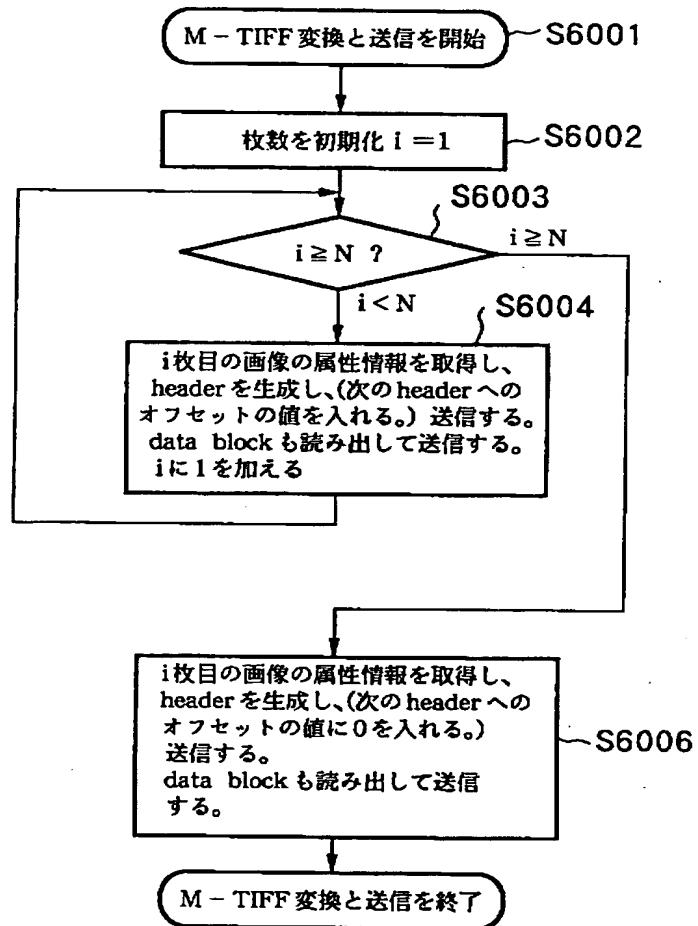 M－TIFF変換と送信を開始
S6001
枚数を初期化 i＝1
S6002
S6003
i≧N ？
i≧N
i＜N
S6004
i枚目の画像の属性情報を取得し、
headerを生成し、(次のheaderへの
オフセットの値を入れる。) 送信する。
data blockも読み出して送信する。
iに1を加える
i枚目の画像の属性情報を取得し、
headerを生成し、(次のheaderへの
オフセットの値に0を入れる。)
送信する。
data blockも読み出して送信
する。
S6006
M－TIFF変換と送信を終了